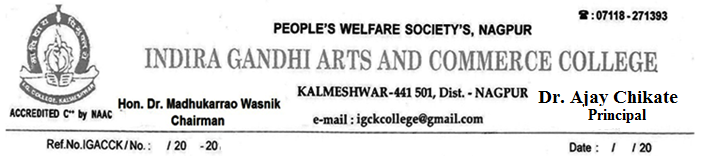 ☎: 07118 -271393
PEOPLE'S WELFARE SOCIETY'S, NAGPUR
INDIRA GANDHI ARTS AND COMMERCE COLLEGE
I.G. COLLEGE, KALMESHWAR
KALMESHWAR-441 501, Dist. - NAGPUR
Dr. Ajay Chikate
Principal
ACCREDITED C++ by NAAC
Hon. Dr. Madhukarrao Wasnik
Chairman
e-mail : igckcollege@gmail.com
Ref.No.IGACCK/No. : / 20 - 20
Date : / / 20